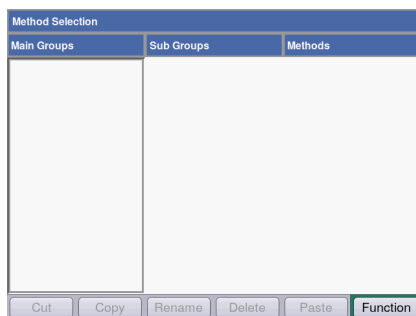 Method Selection
Main Groups Sub Groups Methods
Cut Copy Rename Delete Paste Function